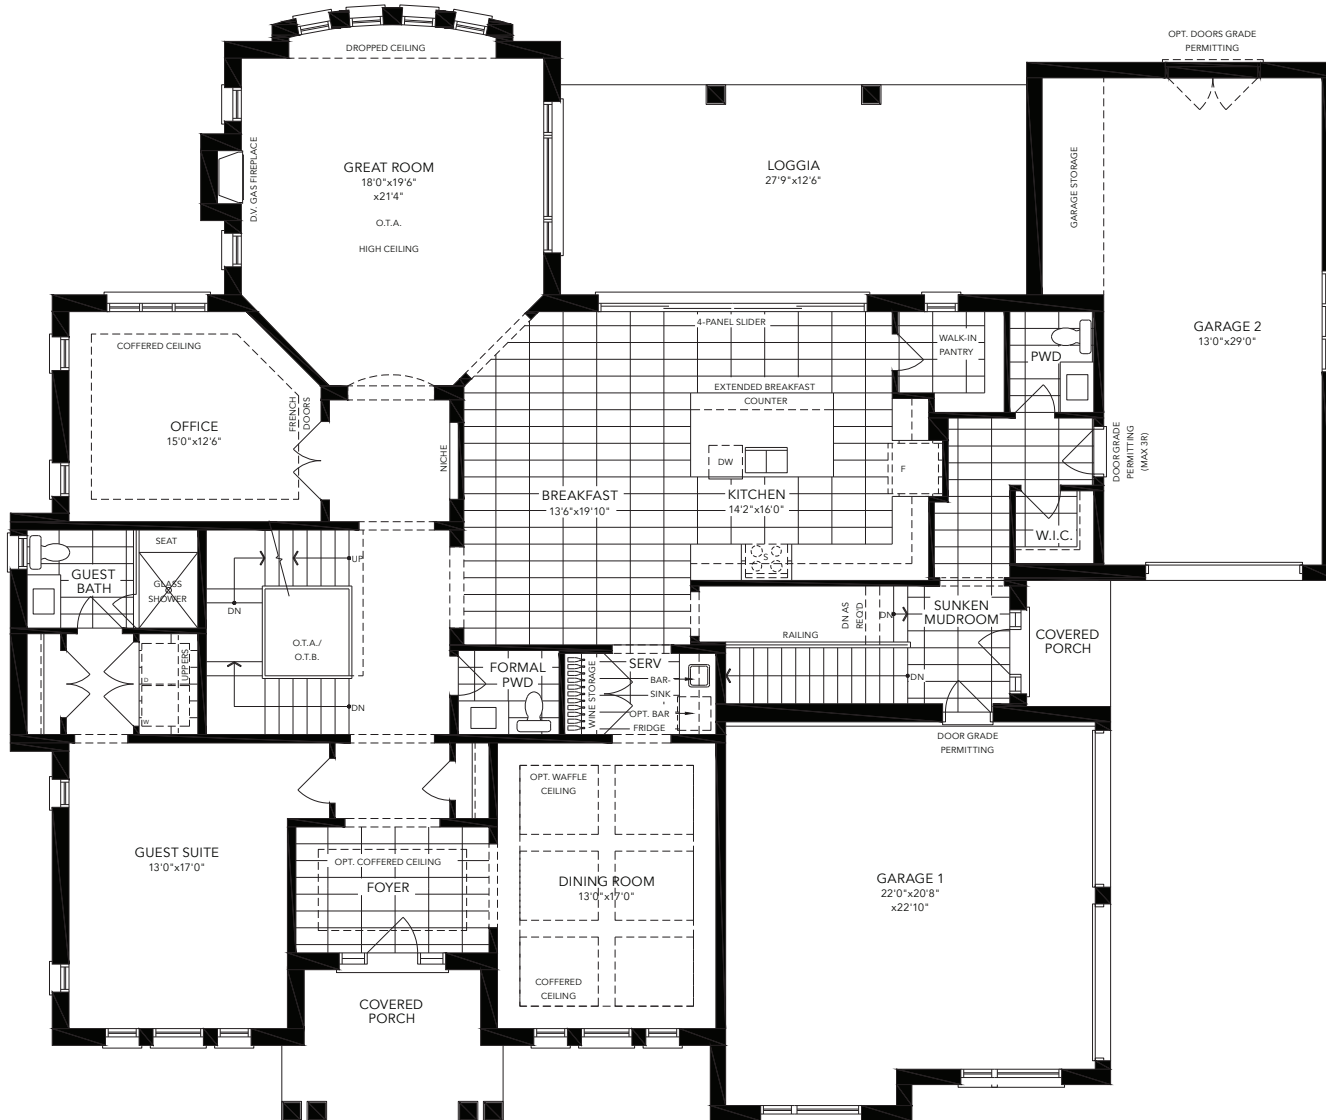 DROPPED CEILING
D.V. GAS FIREPLACE
GREAT ROOM
18'0"x19'6"
x21'4"
O.T.A.
HIGH CEILING
LOGGIA
27'9"x12'6"
OPT. DOORS GRADE
PERMITTING
GARAGE STORAGE
GARAGE 2
13'0"x29'0"
COFFERED CEILING
OFFICE
15'0"x12'6"
FRENCH
DOORS
NICHE
4-PANEL SLIDER
EXTENDED BREAKFAST
COUNTER
WALK-IN
PANTRY
PWD
DW
F
BREAKFAST
13'6"x19'10"
KITCHEN
14'2"x16'0"
S
DOOR GRADE
PERMITTING
(MAX 3R)
W.I.C.
SEAT
GUEST
BATH
GLASS
SHOWER
UP
DN
O.T.A./
O.T.B.
DN
UPPERS
D
W
FORMAL
PWD
WINE STORAGE
SERV
BAR-
SINK
OPT. BAR
FRIDGE
RAILING
DN AS
REQ'D
DN
DN
SUNKEN
MUDROOM
COVERED
PORCH
DOOR GRADE
PERMITTING
GUEST SUITE
13'0"x17'0"
OPT. COFFERED CEILING
FOYER
OPT. WAFFLE
CEILING
DINING ROOM
13'0"x17'0"
COFFERED
CEILING
GARAGE 1
22'0"x20'8"
x22'10"
COVERED
PORCH